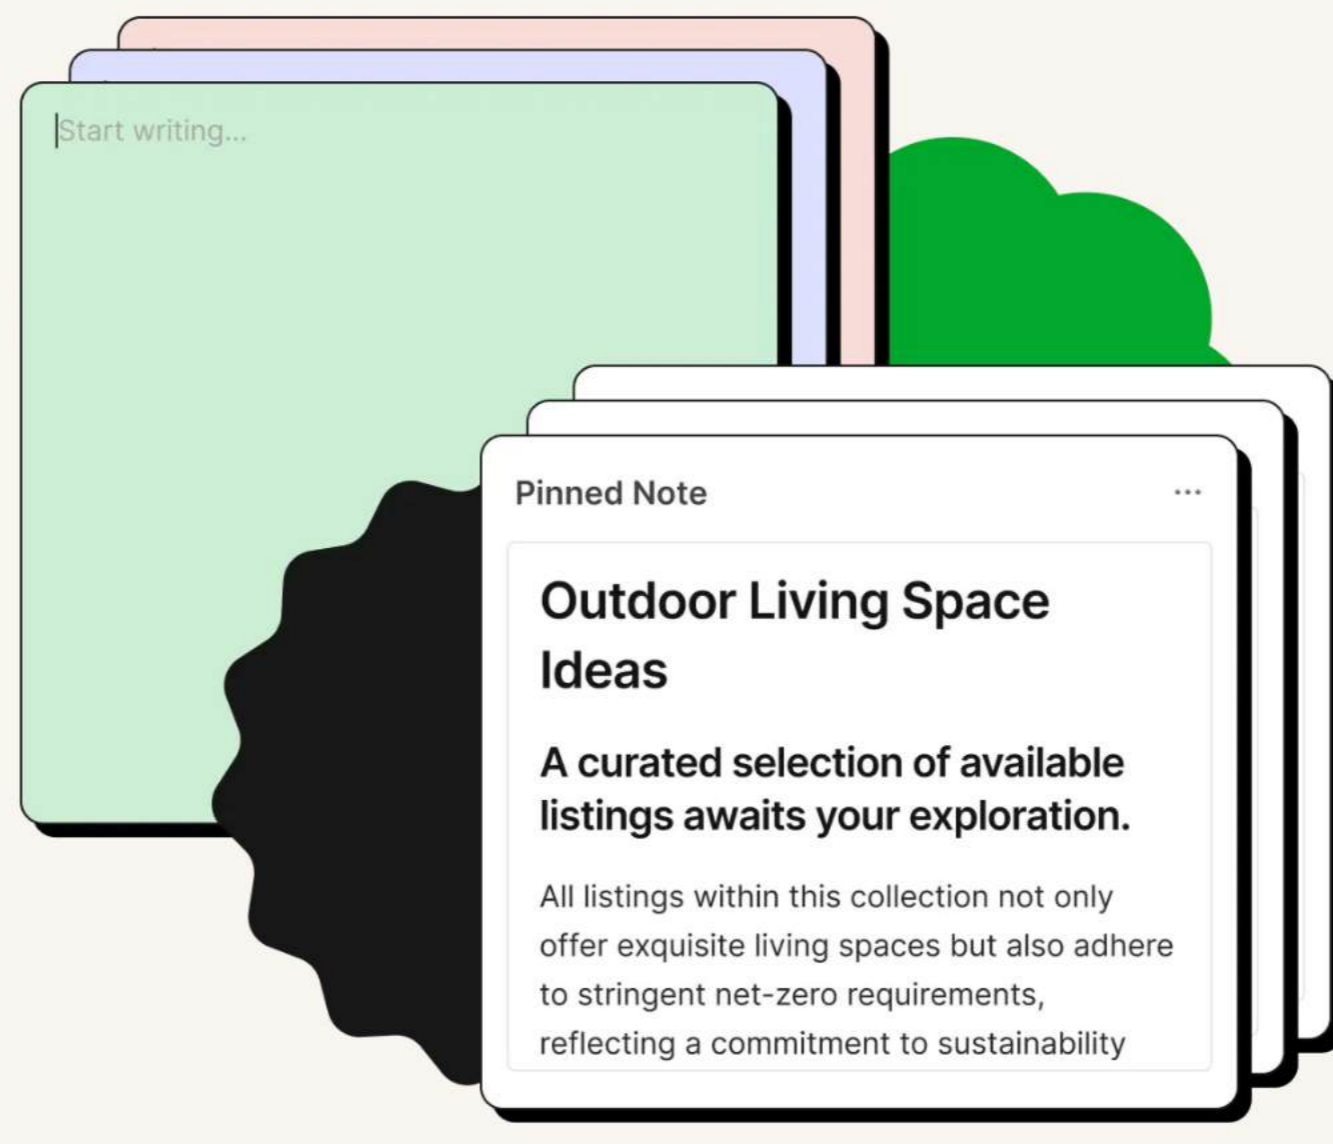 Start writing...
Pinned Note
Outdoor Living Space
Ideas
A curated selection of available
listings awaits your exploration.
All listings within this collection not only
offer exquisite living spaces but also adhere
to stringent net-zero requirements,
reflecting a commitment to sustainability